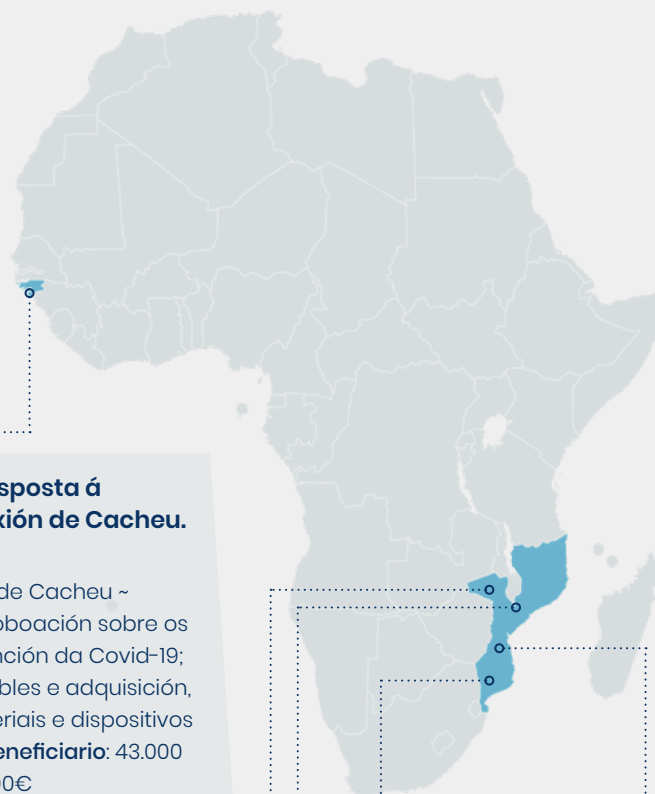 sposta á
xión de Cacheu.
de Cacheu ~
oboación sobre os
nción da Covid-19;
bles e adquisición,
eriais e dispositivos
eneficiario: 43.000
00€